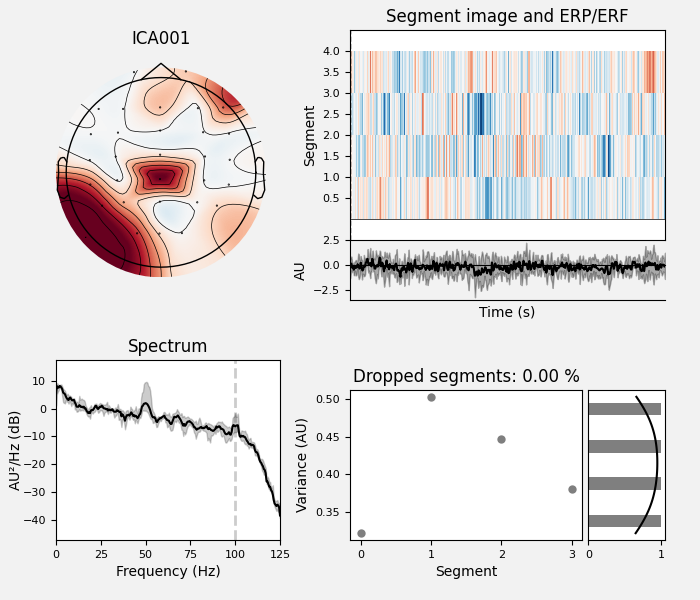 ICA001
Segment image and ERP/ERF
Segment
4.0
3.5
3.0
2.5
2.0
1.5
1.0
0.5
AU
2.5
0.0
−2.5
Time (s)
Spectrum
AU²/Hz (dB)
10
0
−10
−20
−30
−40
0 25 50 75 100 125
Frequency (Hz)
Dropped segments: 0.00 %
Variance (AU)
0.50
0.45
0.40
0.35
0 1 2 3
Segment
0 1